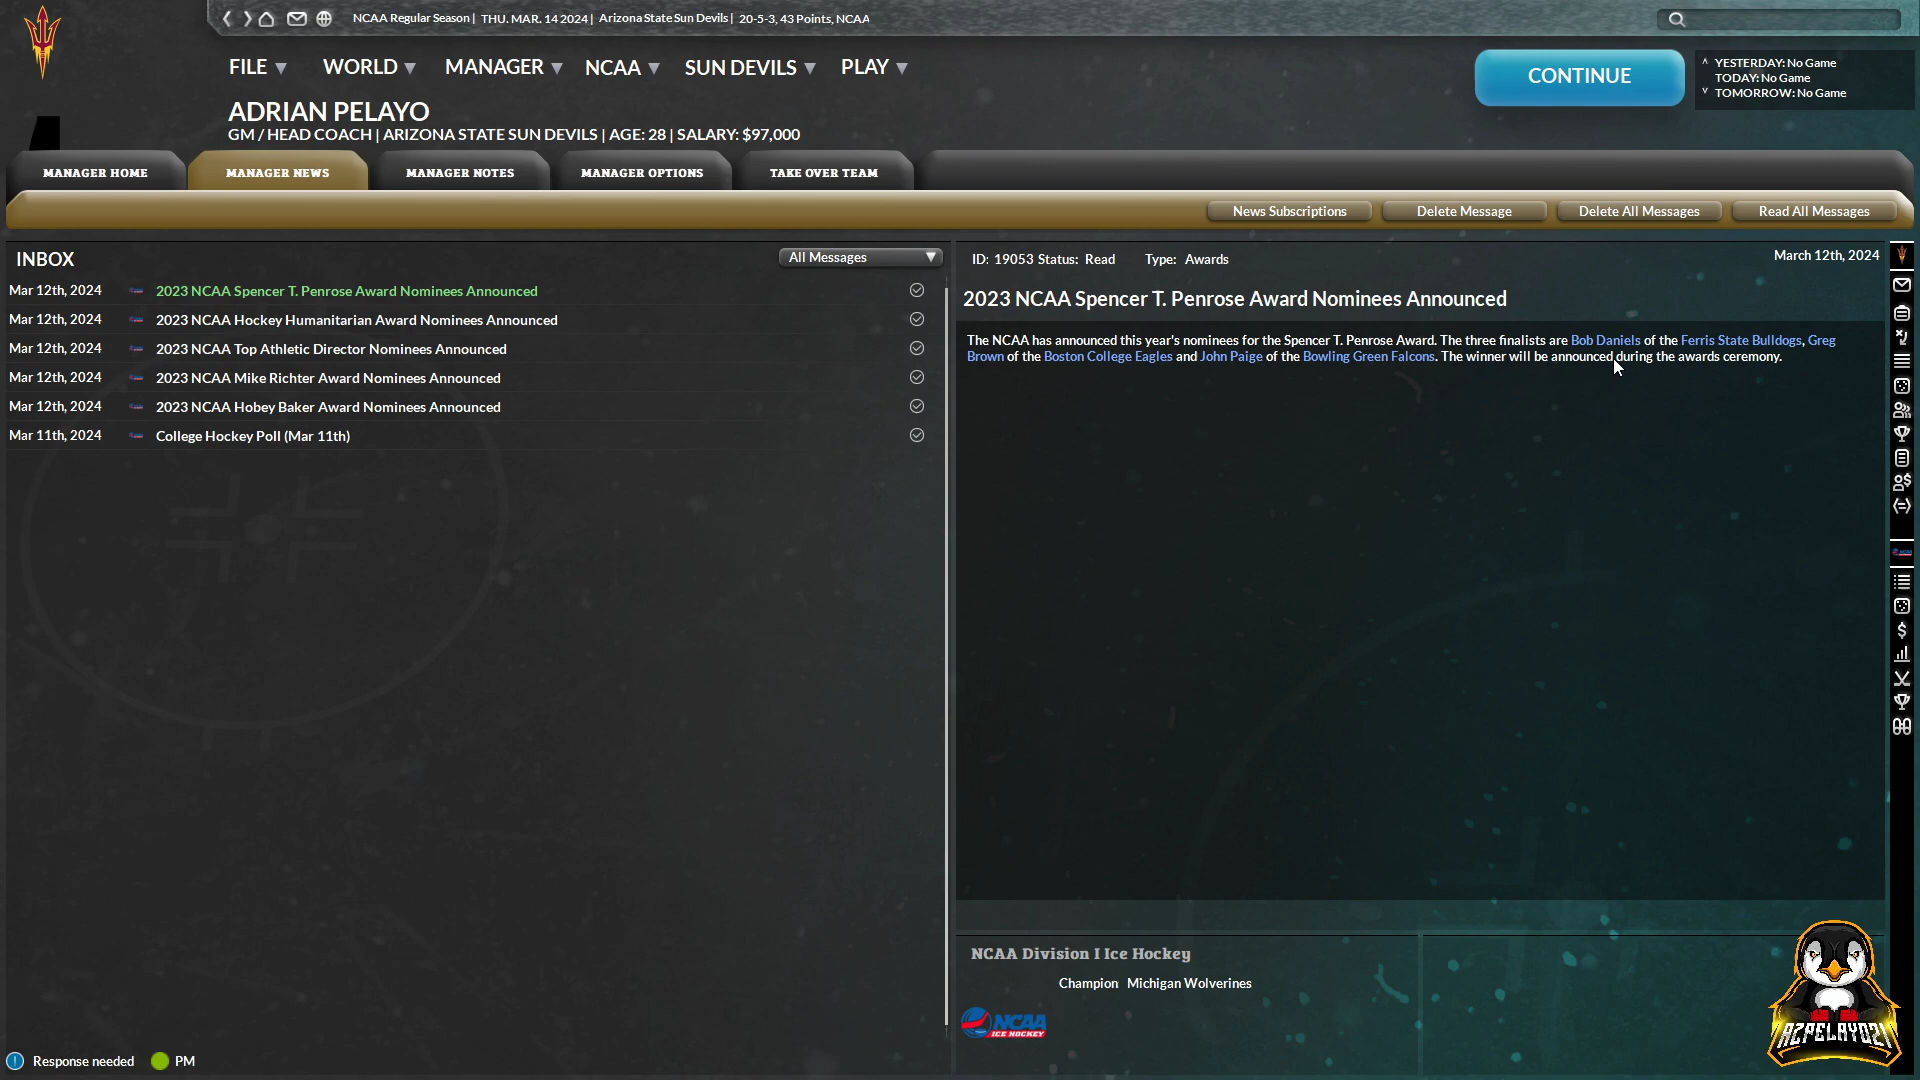 NCAA Regular Season | THU. MAR. 14 2024 | Arizona State Sun Devils | 20-5-3, 43 Points, NCAA
FILE WORLD MANAGER NCAA SUN DEVILS PLAY
CONTINUE
YESTERDAY: No Game
TODAY: No Game
TOMORROW: No Game
ADRIAN PELAYO
GM / HEAD COACH | ARIZONA STATE SUN DEVILS | AGE: 28 | SALARY: $97,000
MANAGER HOME MANAGER NEWS MANAGER NOTES MANAGER OPTIONS TAKE OVER TEAM
News Subscriptions Delete Message Delete All Messages Read All Messages
INBOX
All Messages
Mar 12th, 2024 2023 NCAA Spencer T. Penrose Award Nominees Announced
Mar 12th, 2024 2023 NCAA Hockey Humanitarian Award Nominees Announced
Mar 12th, 2024 2023 NCAA Top Athletic Director Nominees Announced
Mar 12th, 2024 2023 NCAA Mike Richter Award Nominees Announced
Mar 12th, 2024 2023 NCAA Hobey Baker Award Nominees Announced
Mar 11th, 2024 College Hockey Poll (Mar 11th)
ID: 19053 Status: Read Type: Awards
March 12th, 2024
2023 NCAA Spencer T. Penrose Award Nominees Announced
The NCAA has announced this year's nominees for the Spencer T. Penrose Award. The three finalists are Bob Daniels of the Ferris State Bulldogs, Greg
Brown of the Boston College Eagles and John Paige of the Bowling Green Falcons. The winner will be announced during the awards ceremony.
NCAA Division I Ice Hockey
Champion Michigan Wolverines
NCAA
ICE HOCKEY
AZPELAYO21
Response needed PM